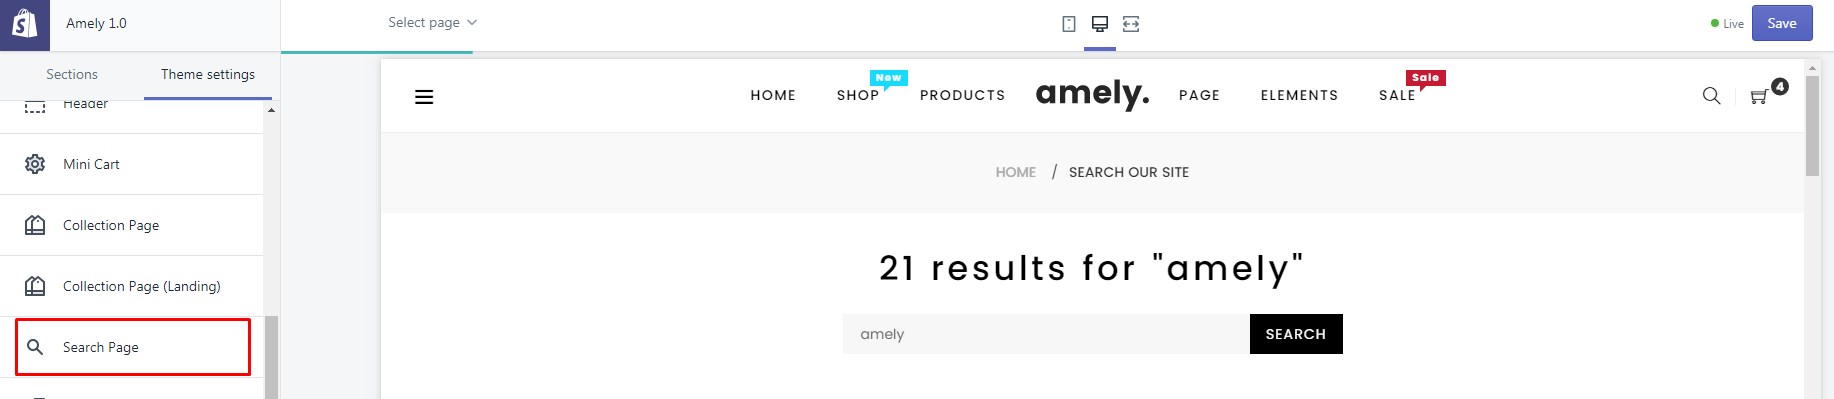 Amely 1.0
Select page
Live
Save
Sections
Theme settings
Header
Mini Cart
Collection Page
Collection Page (Landing)
Search Page
HOME
SHOP
New
PRODUCTS
amely.
PAGE
ELEMENTS
SALE
Sale
4
HOME / SEARCH OUR SITE
21 results for "amely"
amely
SEARCH